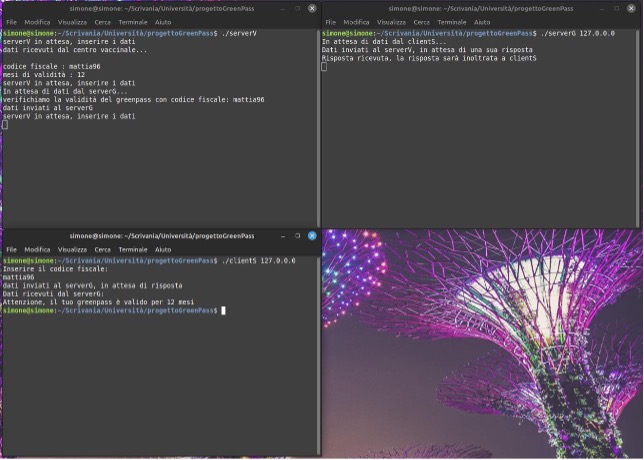 simone@simone: ~/Scrivania/Università/progettoGreenPass
File Modifica Visualizza Cerca Terminale Aiuto
simone@simone:~/Scrivania/Università/progettoGreenPass$ ./serverV
serverV in attesa, inserire i dati
dati ricevuti dal centro vaccinale...
codice fiscale : mattia96
mesi di validità : 12
serverV in attesa, inserire i dati
In attesa di dati dal serverG...
verifichiamo la validità del greenpass con codice fiscale: mattia96
dati inviati al serverG
serverV in attesa, inserire i dati
simone@simone: ~/Scrivania/Università/progettoGreenPass
File Modifica Visualizza Cerca Terminale Aiuto
simone@simone:~/Scrivania/Università/progettoGreenPass$ ./serverG 127.0.0.0
In attesa di dati dal clientS...
Dati inviati al serverV, in attesa di una sua risposta
Risposta ricevuta, la risposta sarà inoltrata a clientS
simone@simone: ~/Scrivania/Università/progettoGreenPass
File Modifica Visualizza Cerca Terminale Aiuto
simone@simone:~/Scrivania/Università/progettoGreenPass$ ./clientS 127.0.0.0
Inserire il codice fiscale:
mattia96
dati inviati al serverG, in attesa di risposta
Dati ricevuti dal serverG:
Attenzione, il tuo greenpass è valido per 12 mesi
simone@simone:~/Scrivania/Università/progettoGreenPass$